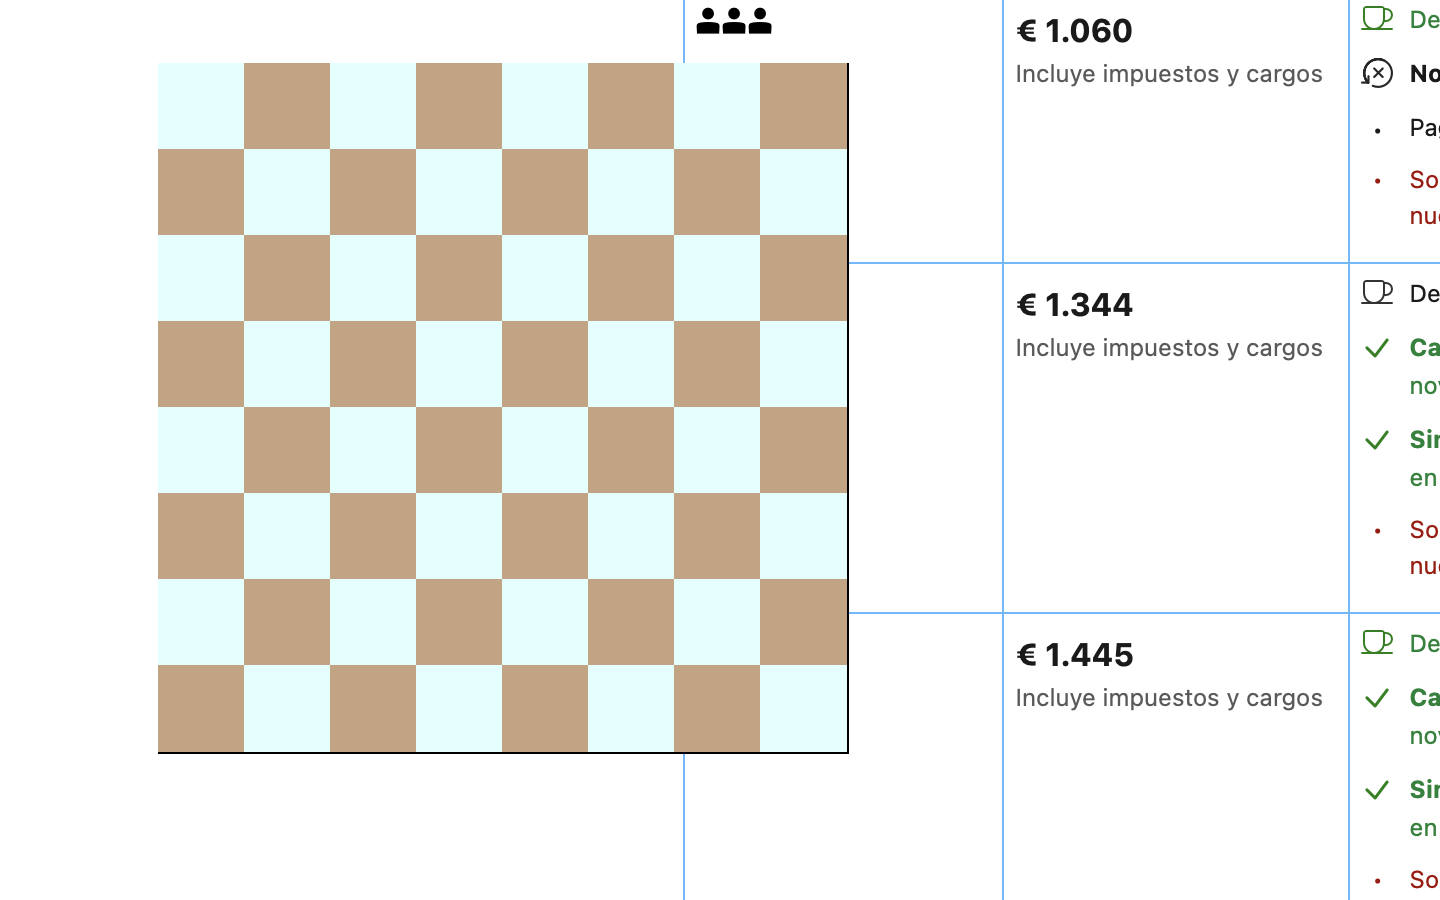 € 1.060
Incluye impuestos y cargos
€ 1.344
Incluye impuestos y cargos
€ 1.445
Incluye impuestos y cargos
De
No
Pag
So
nue
De
Ca
nov
Sin
en
So
nue
De
Ca
nov
Sin
en
So